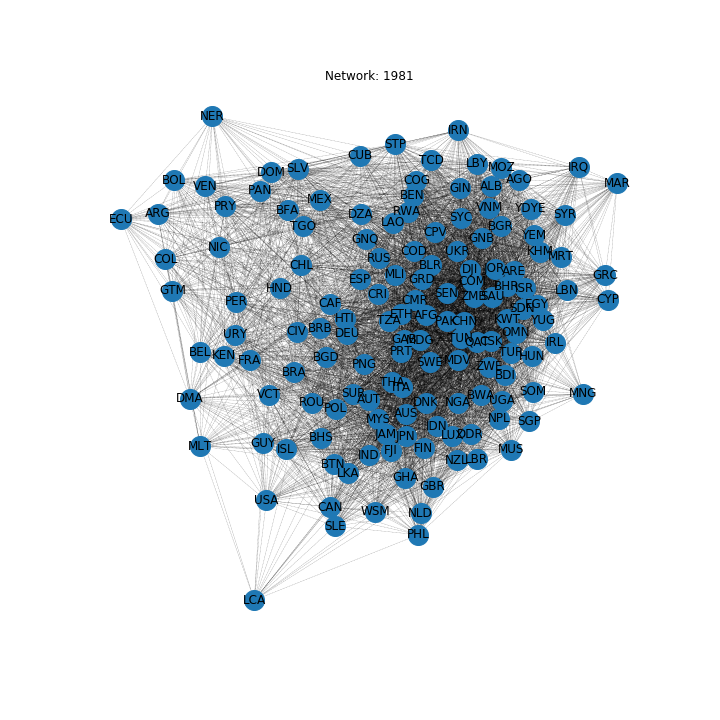 Network: 1981
NER
IRN
STP
CUB
TCD
LBY
MOZ
IRQ
DOM
SLV
BOL
VEN
PAN
COG
GIN
ALB
AGO
MAR
BEN
PRY
MEX
BFA
RWA
VNM
YDYE
ECU
ARG
DZA
LAO
SYC
SYR
TGO
CPV
BGR
NIC
GNQ
GNB
YEM
COL
RUS
COD
UKR
KHM
MRT
CHL
BLR
DJI
ARE
GRC
GTM
HND
ESP
MLI
GRD
COM
BHR
ISR
LBN
PER
CRI
SEN
ZMB
SAU
CYP
CAF
CMR
SDN
EGY
HTI
TZA
ETH
AFG
PAK
CHN
KWT
YUG
URY
CIV
BRB
DEU
OMN
BEL
KEN
FRA
BGD
PRT
TUN
CSK
IRL
PNG
SWE
MDV
TUR
HUN
BRA
ZWE
BDI
DMA
VCT
THA
ITA
SUR
AUT
BWA
UGA
SOM
MNG
ROU
POL
DNK
NGA
AUS
NPL
SGP
MYS
IDN
GUY
ISL
BHS
JAM
JPN
LUX
DDR
MLT
IND
FJI
FIN
MUS
BTN
LKA
NZL
LBR
USA
GHA
GBR
CAN
WSM
NLD
SLE
PHL
LCA